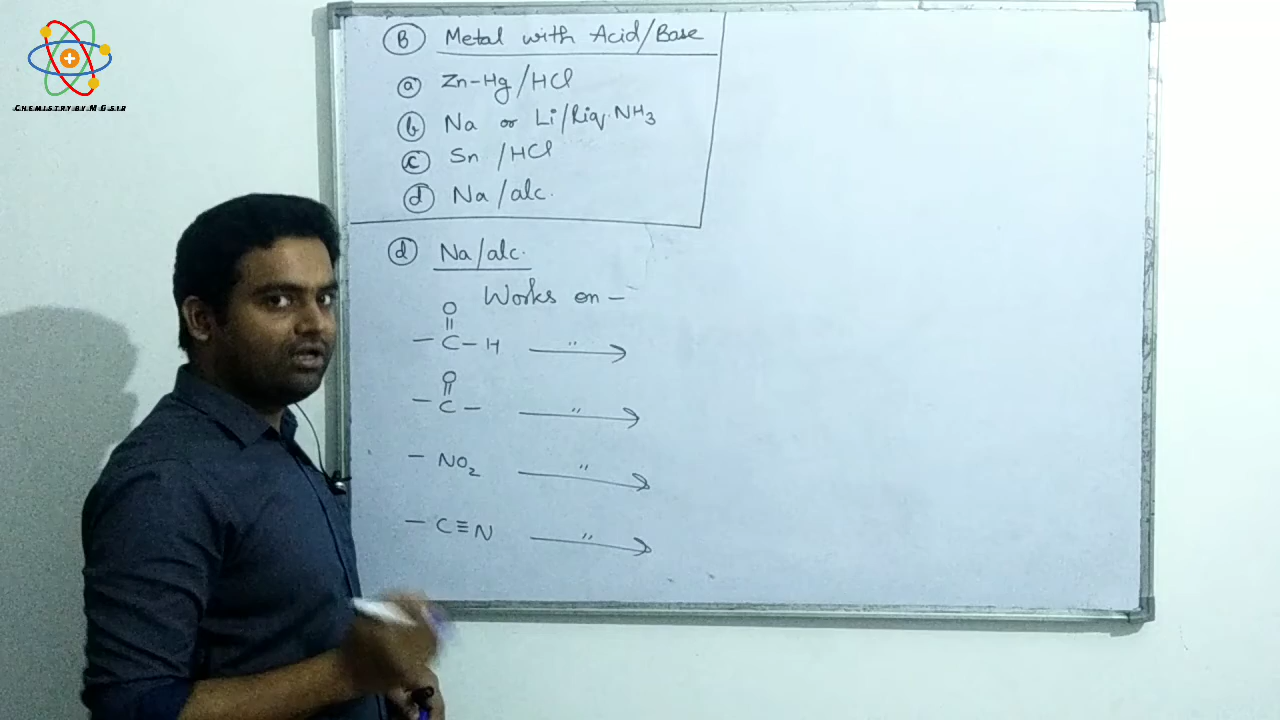 CHEMISTRY BY M G SIR
B Metal with Acid/Base
a Zn-Hg/HCl
b Na or Li/Liq. NH3
c Sn /HCl
d Na/alc.
d Na/alc.
Works on –
O
||
– C – H —"→
O
||
– C – —"→
– NO2 —"→
– C≡N —"→